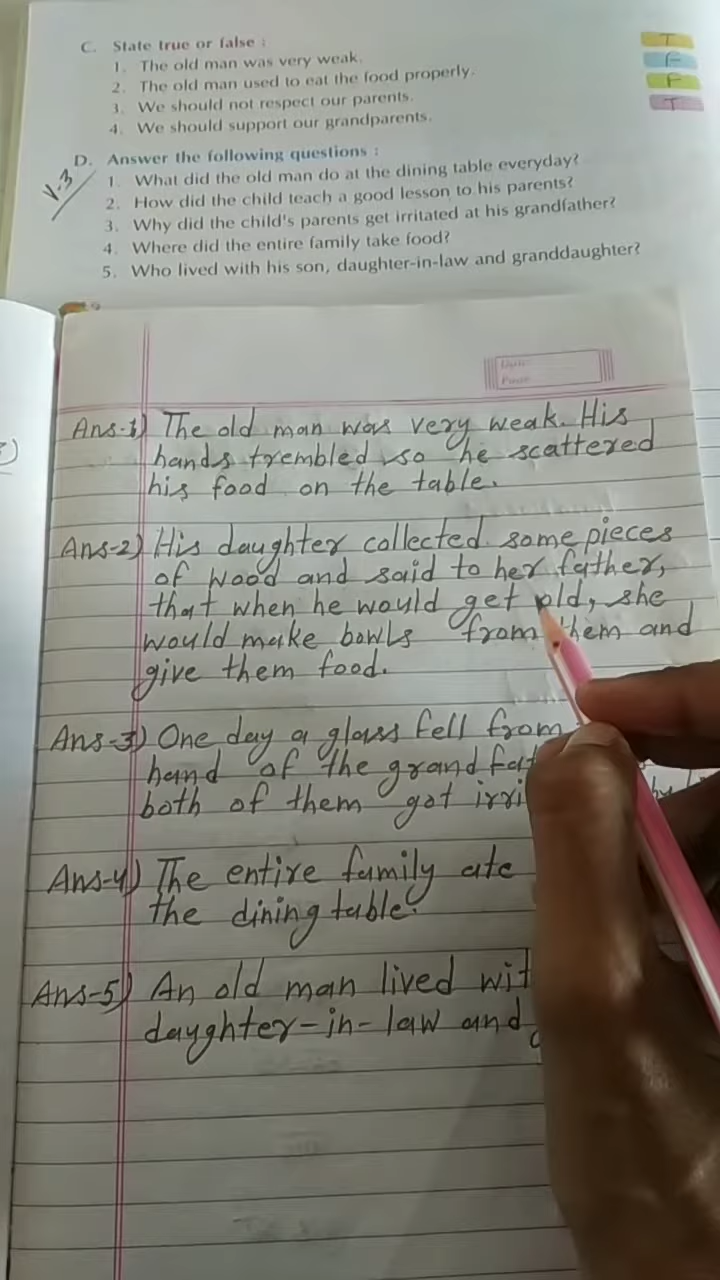 C. State true or false :
1. The old man was very weak.
T
2. The old man used to eat the food properly.
F
3. We should not respect our parents.
F
4. We should support our grandparents.
T
V.3
D. Answer the following questions :
1. What did the old man do at the dining table everyday?
2. How did the child teach a good lesson to his parents?
3. Why did the child's parents get irritated at his grandfather?
4. Where did the entire family take food?
5. Who lived with his son, daughter-in-law and granddaughter?
Date:
Page:
Ans-1) The old man was very weak. His
hands trembled so he scattered
his food on the table.
Ans-2) His daughter collected some pieces
of wood and said to her father,
that when he would get old, she
would make bowls from them and
give them food.
Ans-3) One day a glass fell from
hand of the grandfat
both of them got irri
Ans-4) The entire family ate
the dining table.
Ans-5) An old man lived wit
daughter-in-law and